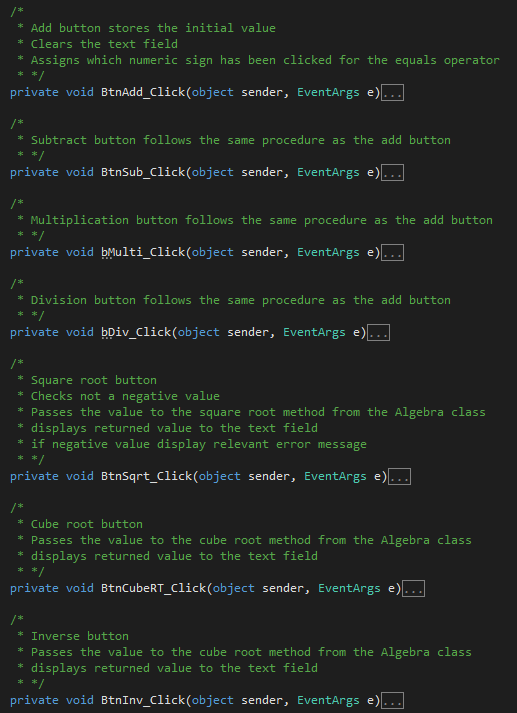 /*
* Add button stores the initial value
* Clears the text field
* Assigns which numeric sign has been clicked for the equals operator
* */
private void BtnAdd_Click(object sender, EventArgs e)...
/*
* Subtract button follows the same procedure as the add button
* */
private void BtnSub_Click(object sender, EventArgs e)...
/*
* Multiplication button follows the same procedure as the add button
* */
private void bMulti_Click(object sender, EventArgs e)...
/*
* Division button follows the same procedure as the add button
* */
private void bDiv_Click(object sender, EventArgs e)...
/*
* Square root button
* Checks not a negative value
* Passes the value to the square root method from the Algebra class
* displays returned value to the text field
* if negative value display relevant error message
* */
private void BtnSqrt_Click(object sender, EventArgs e)...
/*
* Cube root button
* Passes the value to the cube root method from the Algebra class
* displays returned value to the text field
* */
private void BtnCubeRT_Click(object sender, EventArgs e)...
/*
* Inverse button
* Passes the value to the cube root method from the Algebra class
* displays returned value to the text field
* */
private void BtnInv_Click(object sender, EventArgs e)...